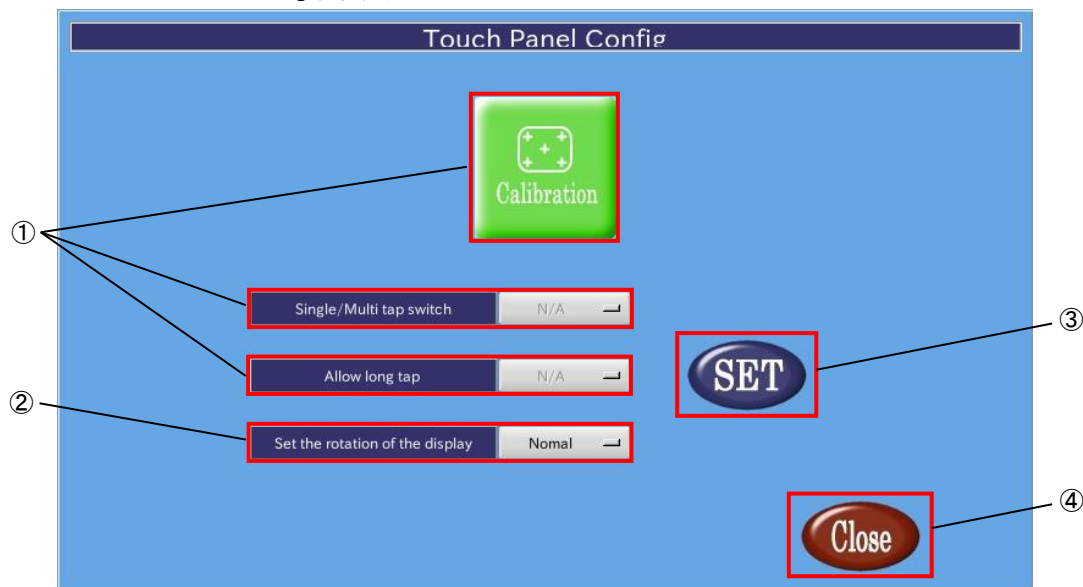 Touch Panel Config
Calibration
①
Single/Multi tap switch N/A
③
Allow long tap N/A
SET
②
Set the rotation of the display Nomal
④
Close